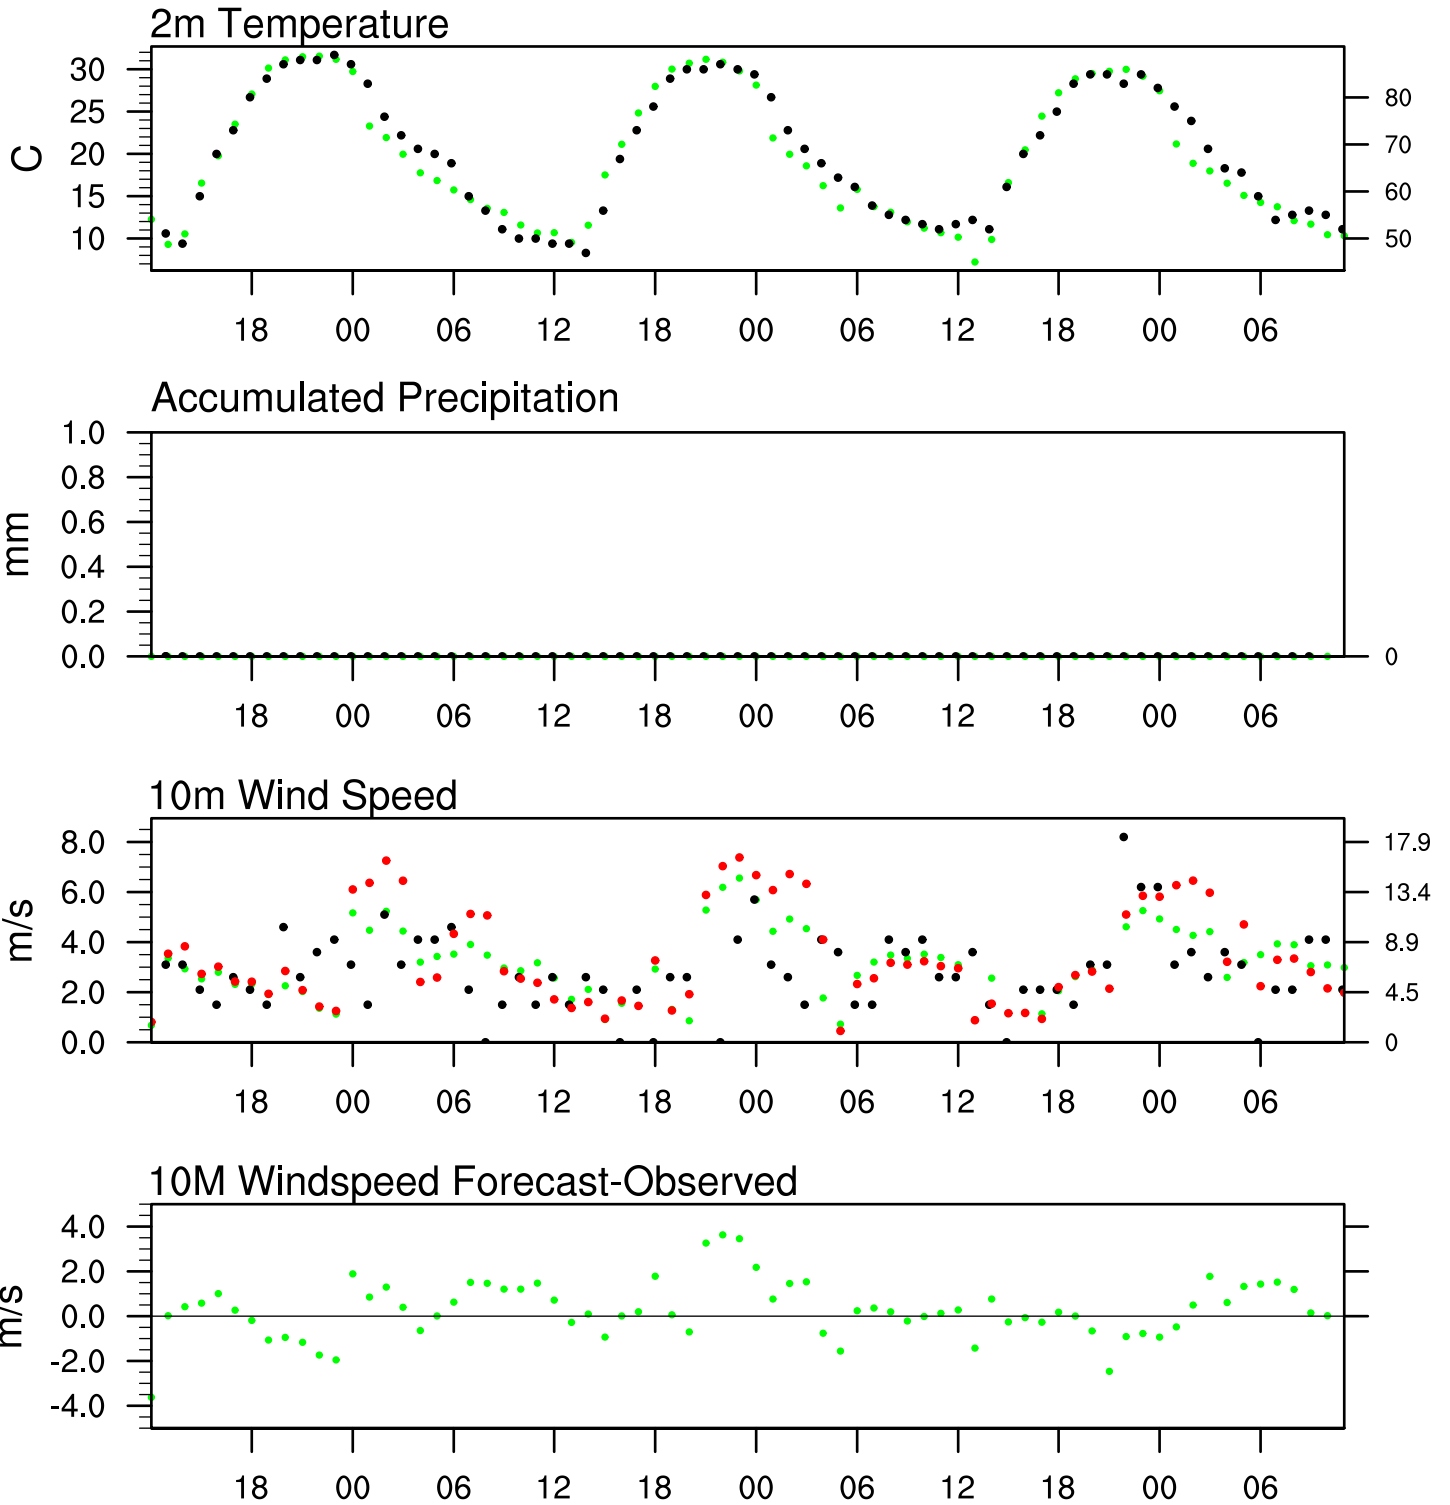 2m Temperature
30
25
20
15
10
C
80
70
60
50
18 00 06 12 18 00 06 12 18 00 06
Accumulated Precipitation
1.0
0.8
0.6
0.4
0.2
0.0
mm
0
18 00 06 12 18 00 06 12 18 00 06
10m Wind Speed
8.0
6.0
4.0
2.0
0.0
m/s
17.9
13.4
8.9
4.5
0
18 00 06 12 18 00 06 12 18 00 06
10M Windspeed Forecast-Observed
4.0
2.0
0.0
-2.0
-4.0
m/s
18 00 06 12 18 00 06 12 18 00 06